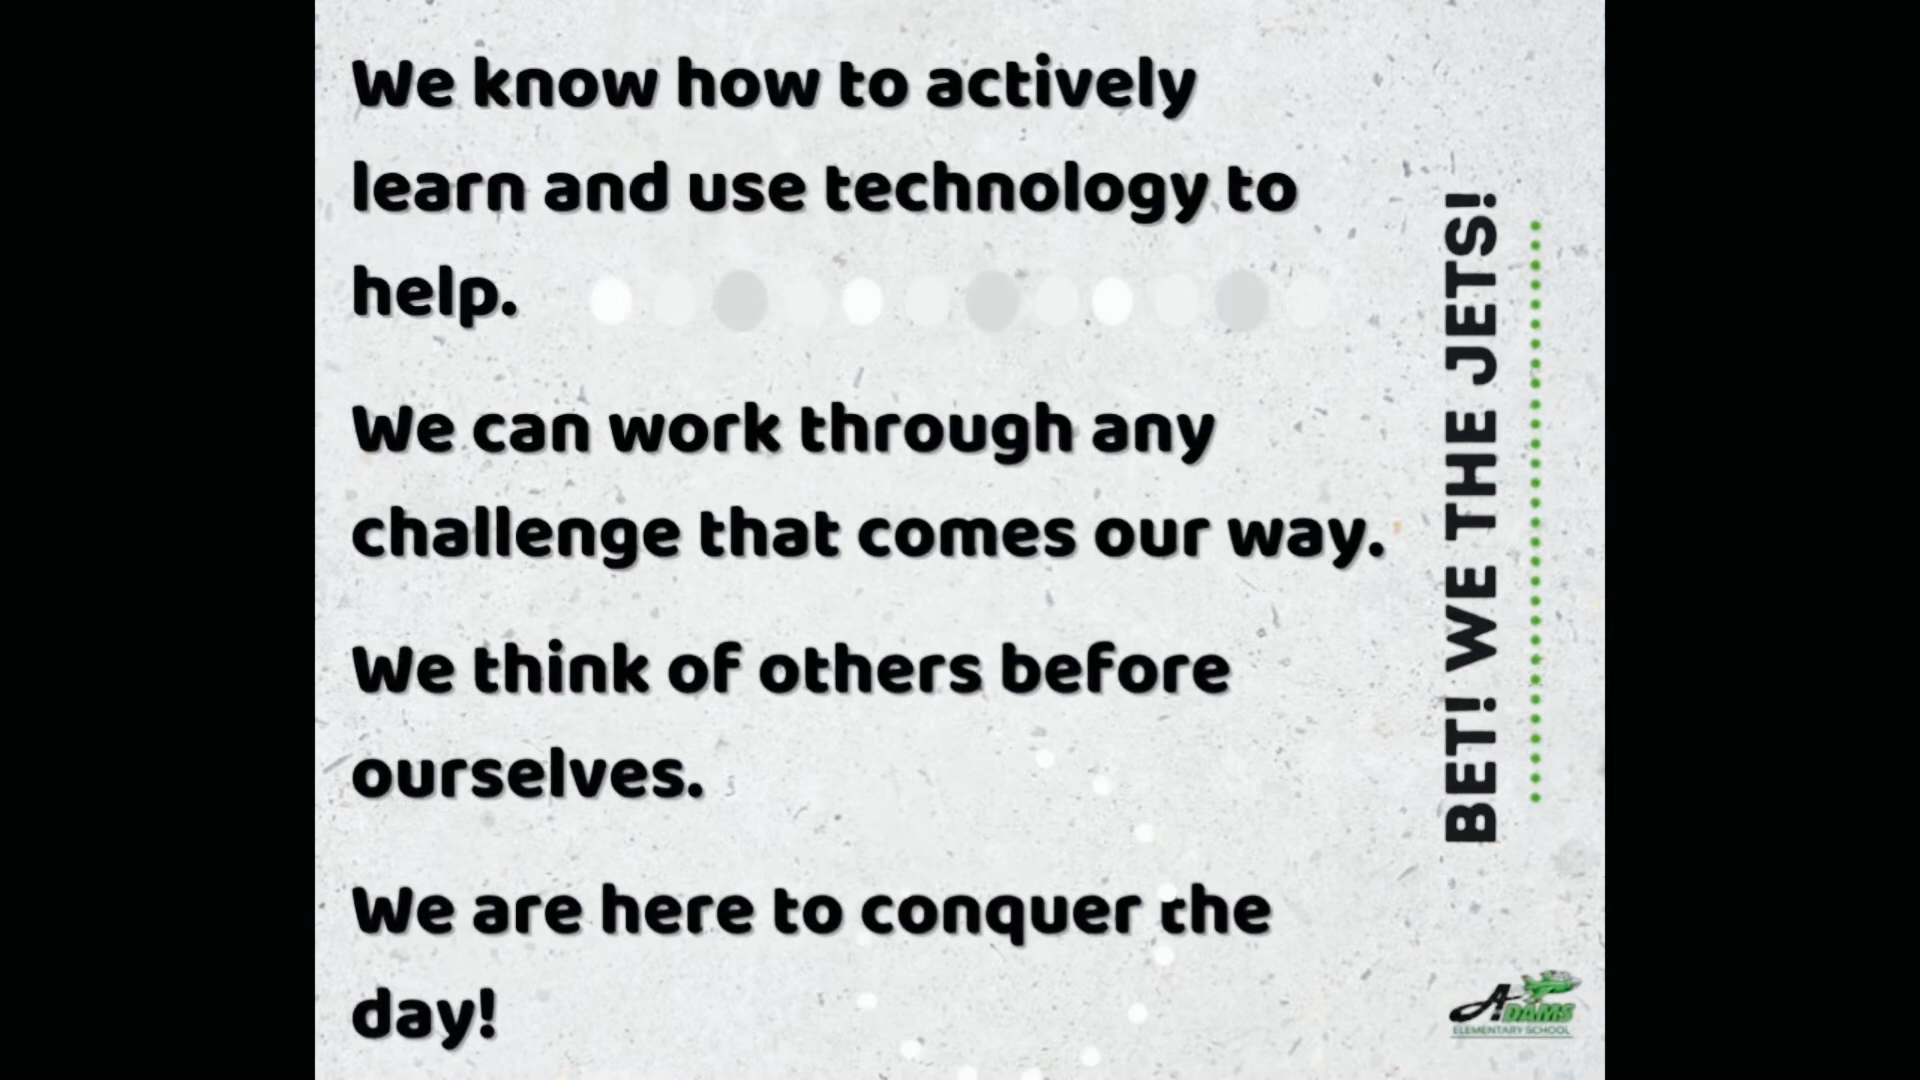 We know how to actively
learn and use technology to
help.
We can work through any
challenge that comes our way.
We think of others before
ourselves.
We are here to conquer the
day!
BET! WE THE JETS!
ADAMS
ELEMENTARY SCHOOL